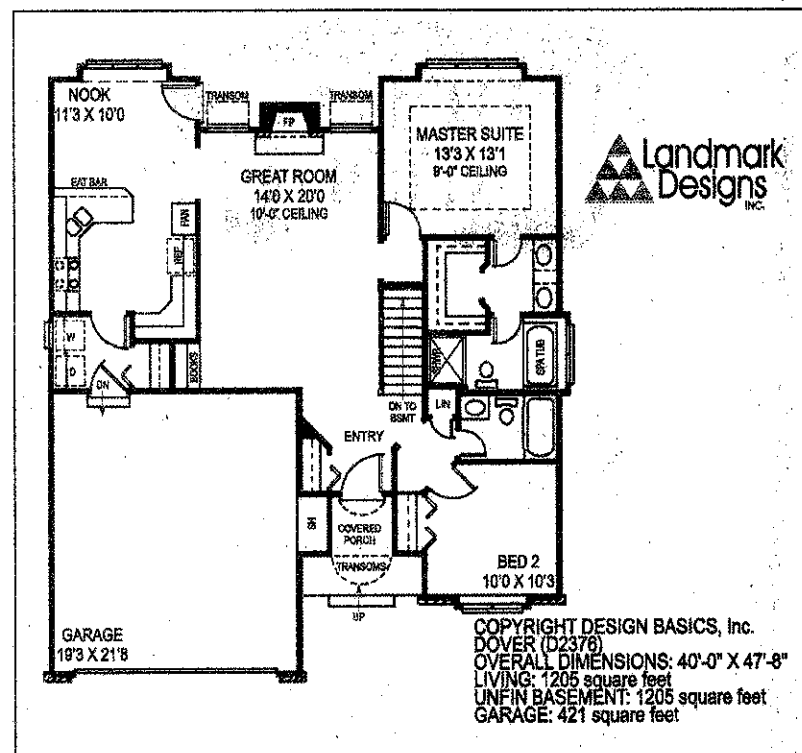 NOOK
11'3 X 10'0
TRANSOM
TRANSOM
FP
MASTER SUITE
13'3 X 13'1
9'-0" CEILING
Landmark
Designs
INC.
GREAT ROOM
14'0 X 20'0
10'-0" CEILING
EAT BAR
PAN
REF.
W
D
DN
BOOKS
SHWR
SPA TUB
DN TO
BSMT
LIN
ENTRY
SH
COVERED
PORCH
TRANSOMS
UP
BED 2
10'0 X 10'3
GARAGE
19'3 X 21'8
COPYRIGHT DESIGN BASICS, Inc.
DOVER (D2376)
OVERALL DIMENSIONS: 40'-0" X 47'-8"
LIVING: 1205 square feet
UNFIN BASEMENT: 1205 square feet
GARAGE: 421 square feet